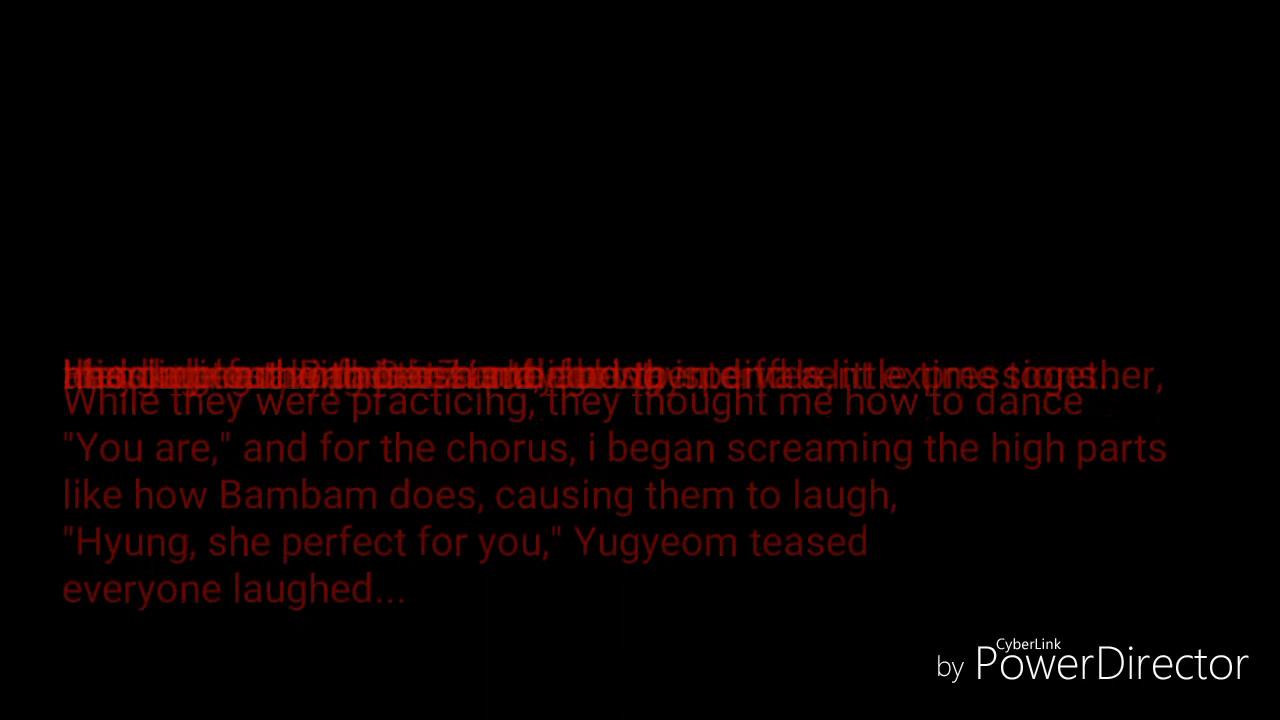 While they were practicing, they thought me how to dance
"You are," and for the chorus, i began screaming the high parts
like how Bambam does, causing them to laugh,
"Hyung, she perfect for you," Yugyeom teased
everyone laughed...
CyberLink
by PowerDirector